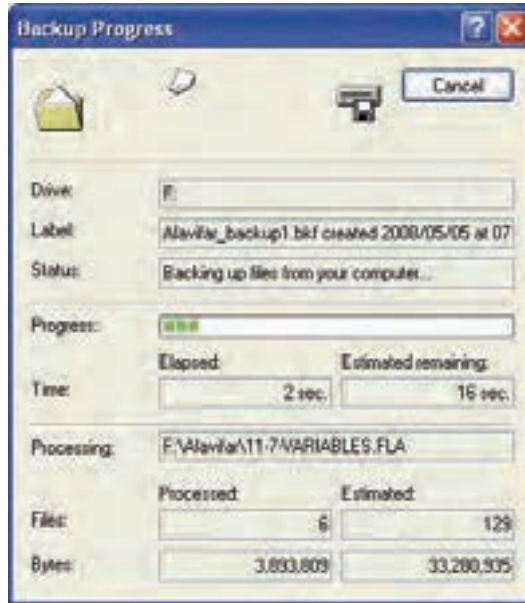 Backup Progress
Cancel
Drive: F:
Label: Alavifar_backup1.bkf created 2008/05/05 at 07
Status: Backing up files from your computer...
Progress:
Elapsed: Estimated remaining:
Time: 2 sec. 16 sec.
Processing: F:\Alavifar\11-7\VARIABLES.FLA
Processed: Estimated:
Files: 6 129
Bytes: 3,893,809 33,280,935